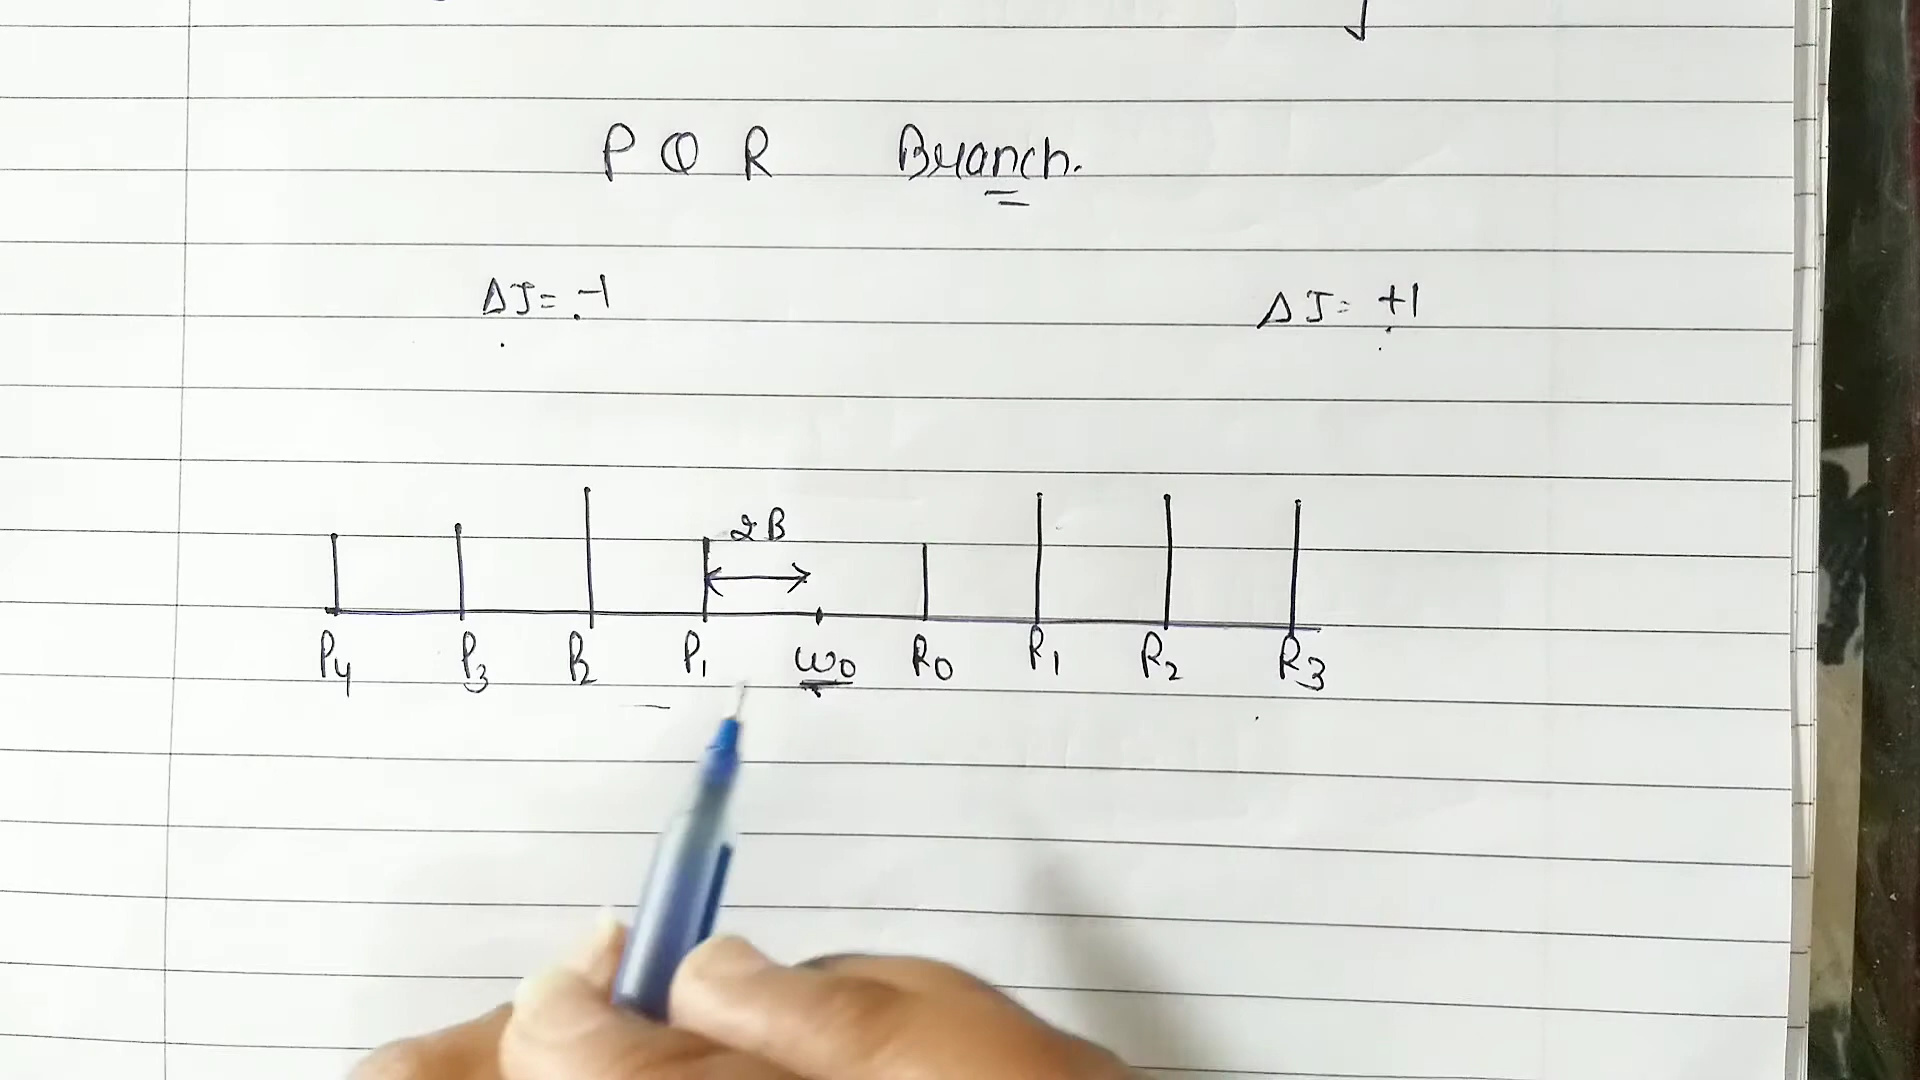 P Q R Branch.
ΔJ= -1 ΔJ= +1
2B
P4 P3 P2 P1 ω0 R0 R1 R2 R3